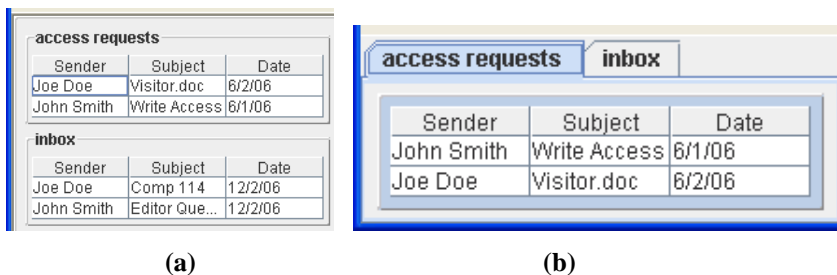 access requests
Sender Subject Date
Joe Doe Visitor.doc 6/2/06
John Smith Write Access 6/1/06
inbox
Sender Subject Date
Joe Doe Comp 114 12/2/06
John Smith Editor Que... 12/2/06
(a)
access requests inbox
Sender Subject Date
John Smith Write Access 6/1/06
Joe Doe Visitor.doc 6/2/06
(b)